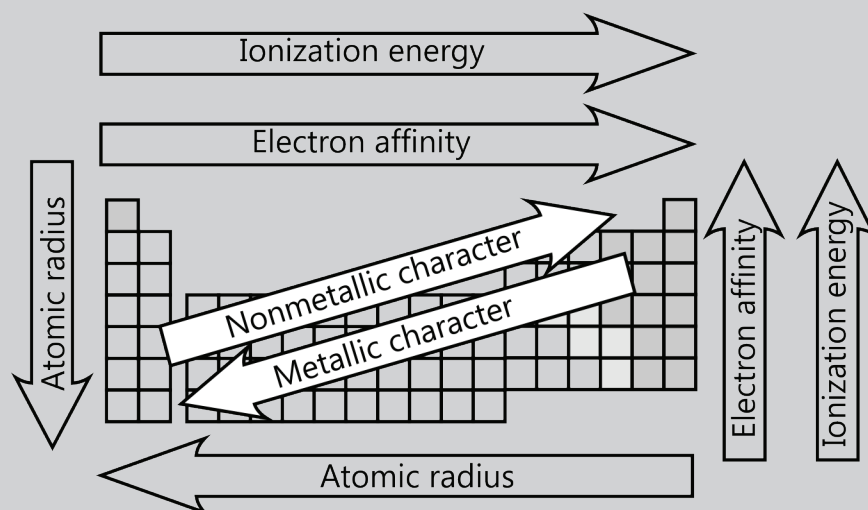 Ionization energy
Electron affinity
Atomic radius
Nonmetallic character
Metallic character
Electron affinity
Ionization energy
Atomic radius